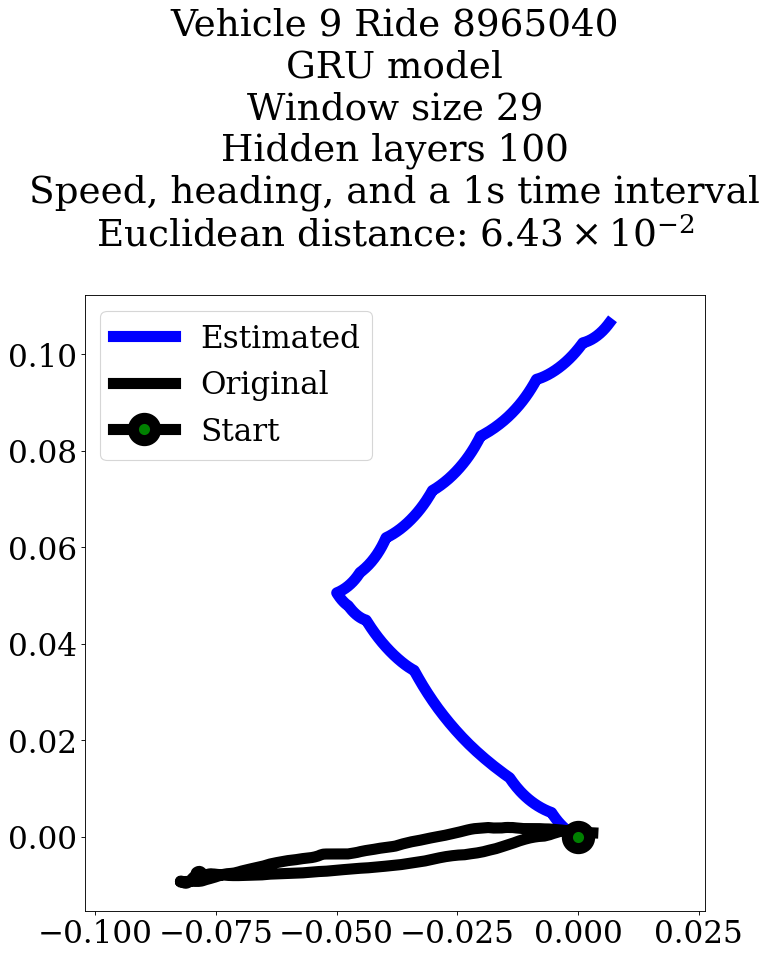 Vehicle 9 Ride 8965040
GRU model
Window size 29
Hidden layers 100
Speed, heading, and a 1s time interval
Euclidean distance: 6.43 × 10⁻²
Estimated
Original
Start
0.10
0.08
0.06
0.04
0.02
0.00
−0.100 −0.075 −0.050 −0.025 0.000 0.025